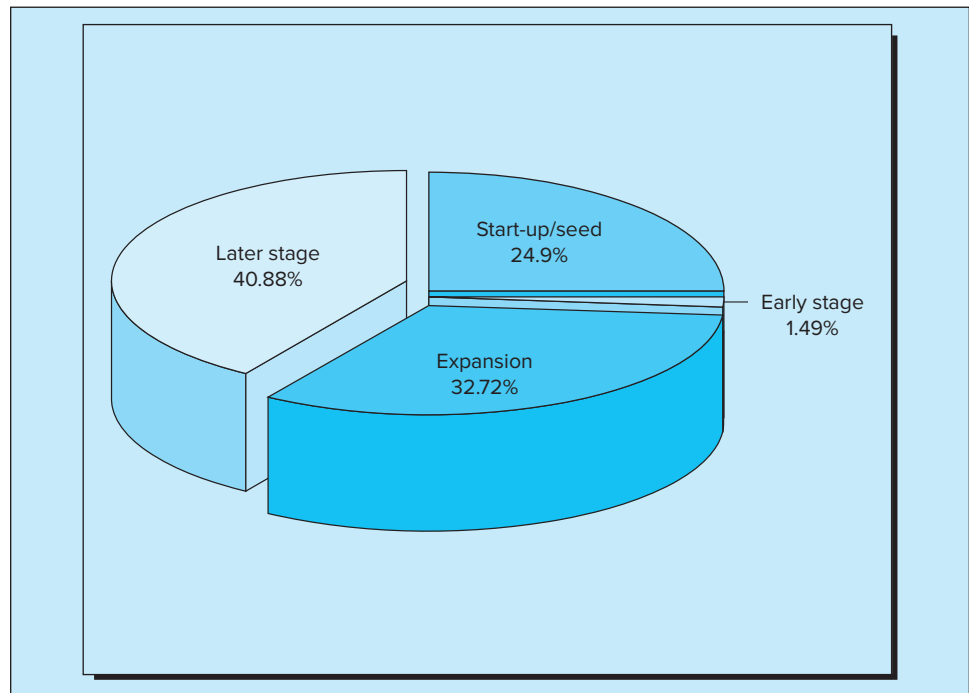 Start-up/seed
24.9%
Later stage
40.88%
Early stage
1.49%
Expansion
32.72%